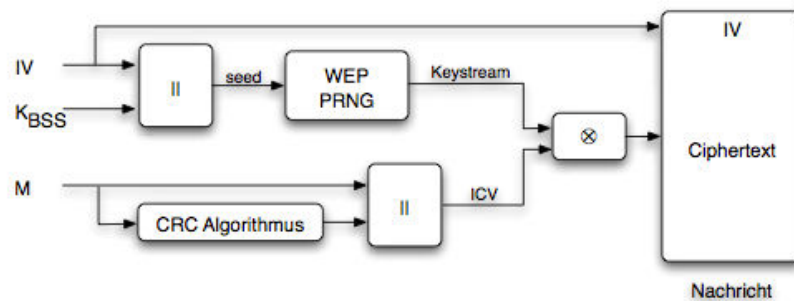 IV
IV
K_BSS
||
seed
WEP
PRNG
Keystream
⊗
Ciphertext
M
CRC Algorithmus
||
ICV
Nachricht